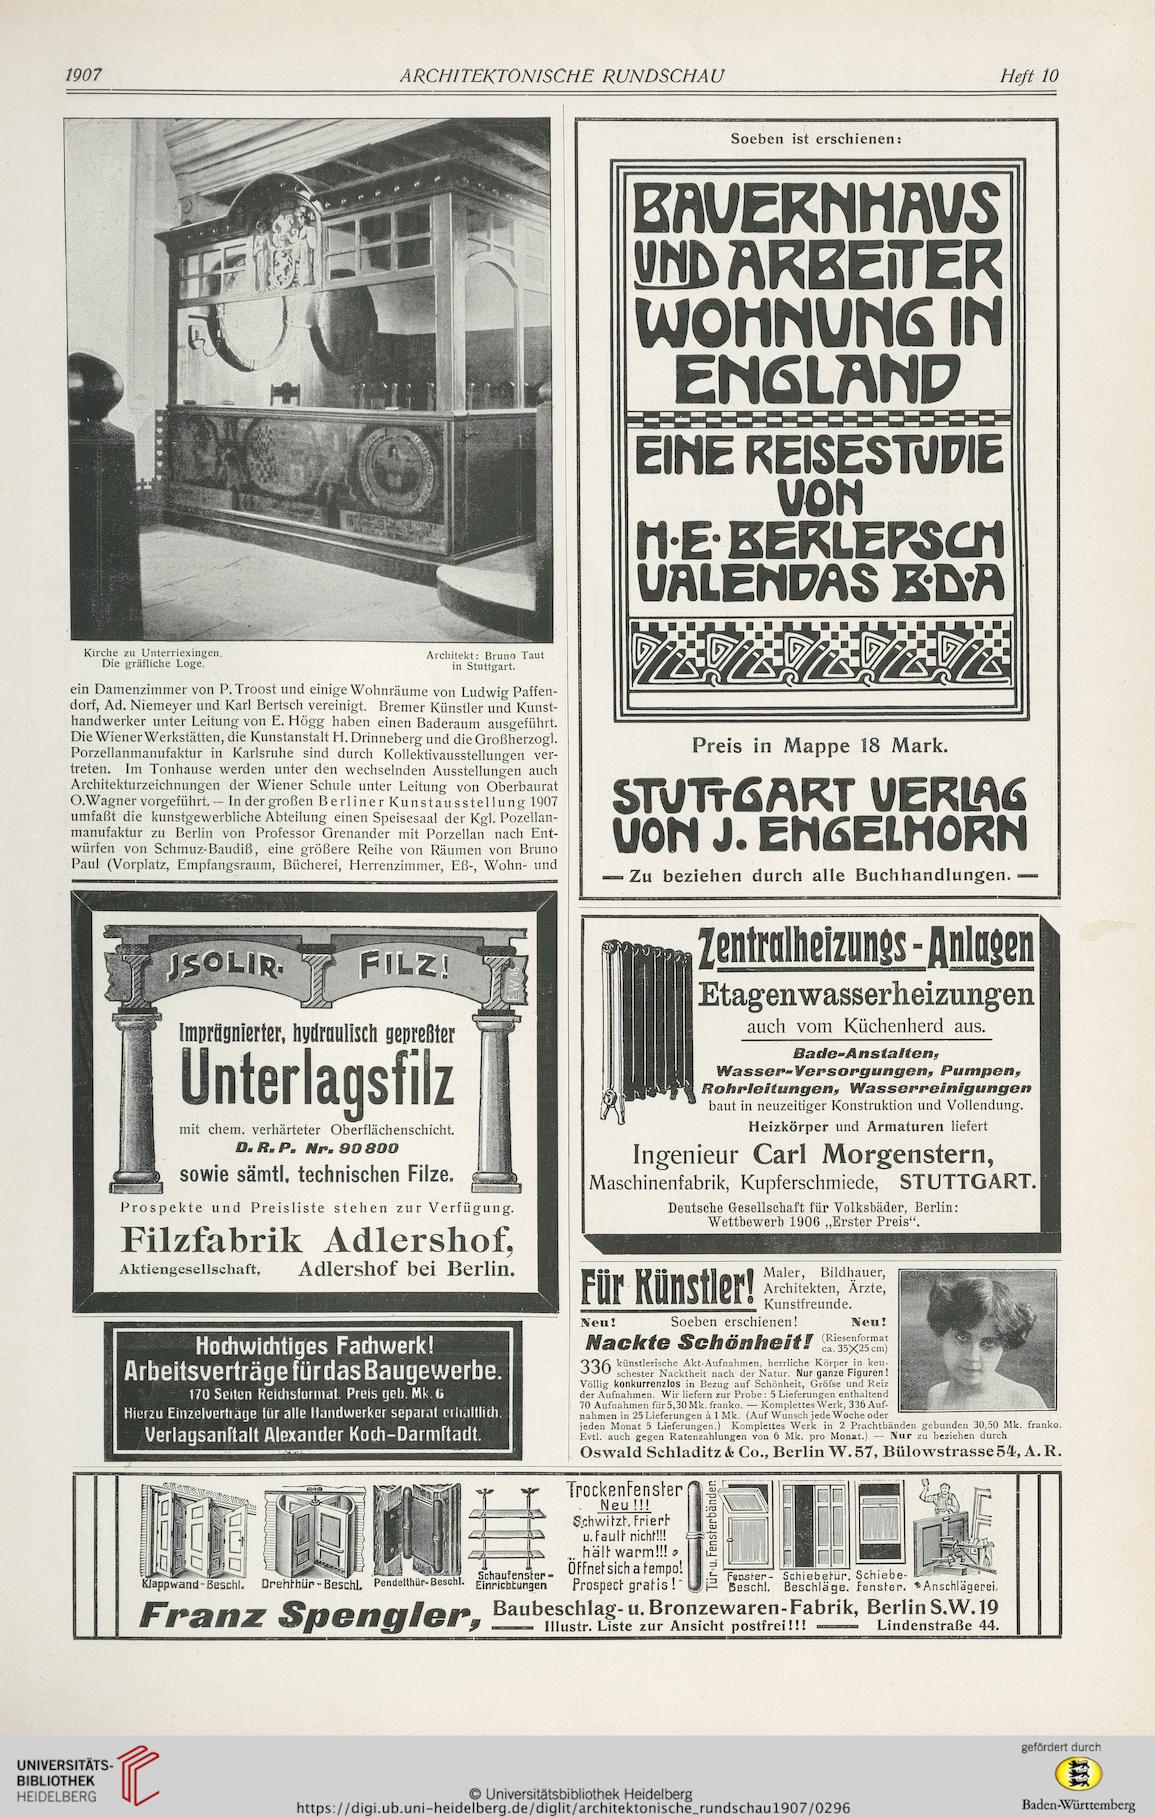 1907 ARCHITEKTONISCHE RUNDSCHAU Heft 10
Kirche zu Unterriexingen.
Die gräfliche Loge.
Architekt: Bruno Taut
in Stuttgart.
ein Damenzimmer von P. Troost und einige Wohnräume von Ludwig Paffen-
dorf, Ad. Niemeyer und Karl Bertsch vereinigt. Bremer Künstler und Kunst-
handwerker unter Leitung von E. Högg haben einen Baderaum ausgeführt.
Die Wiener Werkstätten, die Kunstanstalt H. Drinneberg und die Großherzogl.
Porzellanmanufaktur in Karlsruhe sind durch Kollektivausstellungen ver-
treten. Im Tonhause werden unter den wechselnden Ausstellungen auch
Architekturzeichnungen der Wiener Schule unter Leitung von Oberbaurat
O. Wagner vorgeführt. — In der großen Berliner Kunstausstellung 1907
umfaßt die kunstgewerbliche Abteilung einen Speisesaal der Kgl. Pozellan-
manufaktur zu Berlin von Professor Grenander mit Porzellan nach Ent-
würfen von Schmuz-Baudiß, eine größere Reihe von Räumen von Bruno
Paul (Vorplatz, Empfangsraum, Bücherei, Herrenzimmer, Eß-, Wohn- und
JSOLIR-FILZ!
E.W.
Imprägnierter, hydraulisch gepreßter
Unterlagsfilz
mit chem. verhärteter Oberflächenschicht.
D. R. P. Nr. 90800
sowie sämtl. technischen Filze.
Prospekte und Preisliste stehen zur Verfügung.
Filzfabrik Adlershof,
Aktiengesellschaft, Adlershof bei Berlin.
Hochwichtiges Fachwerk!
Arbeitsverträge für das Baugewerbe.
170 Seiten Reichsformat. Preis geb. Mk. 6
Hierzu Einzelverträge für alle Handwerker separat erhältlich.
Verlagsanstalt Alexander Koch-Darmstadt.
Soeben ist erschienen:
BAUERNHAUS
UND ARBEITER
WOHNUNG IN
ENGLAND
EINE REISESTUDIE
VON
H·E·BERLEPSCH
VALENDAS B·D·A
Preis in Mappe 18 Mark.
STUTTGART VERLAG
VON J. ENGELHORN
— Zu beziehen durch alle Buchhandlungen. —
Zentralheizungs-Anlagen
Etagenwasserheizungen
auch vom Küchenherd aus.
Bade-Anstalten,
Wasser-Versorgungen, Pumpen,
Rohrleitungen, Wasserreinigungen
baut in neuzeitiger Konstruktion und Vollendung.
Heizkörper und Armaturen liefert
Ingenieur Carl Morgenstern,
Maschinenfabrik, Kupferschmiede, STUTTGART.
Deutsche Gesellschaft für Volksbäder, Berlin:
Wettbewerb 1906 „Erster Preis“.
Für Künstler! Maler, Bildhauer,
Architekten, Ärzte,
Kunstfreunde.
Neu! Soeben erschienen! Neu!
Nackte Schönheit! (Riesenformat
ca. 35×25 cm)
336 künstlerische Akt-Aufnahmen, herrliche Körper in keu-
schester Nacktheit nach der Natur. Nur ganze Figuren!
Völlig konkurrenzlos in Bezug auf Schönheit, Größe und Reiz
der Aufnahmen. Wir liefern zur Probe: 5 Lieferungen enthaltend
70 Aufnahmen für 5,30 Mk. franko. — Komplettes Werk, 336 Auf-
nahmen in 25 Lieferungen à 1 Mk. (Auf Wunsch jede Woche oder
jeden Monat 5 Lieferungen.) Komplettes Werk in 2 Prachtbänden gebunden 30,50 Mk. franko.
Evtl. auch gegen Ratenzahlungen von 6 Mk. pro Monat.) — Nur zu beziehen durch
Oswald Schladitz & Co., Berlin W. 57, Bülowstrasse 54, A. R.
Klappwand-Beschl. Drehthür-Beschl. Pendelthür-Beschl. Schaufenster-
Einrichtungen
TrockenFenster
Neu!!!
Schwitzt, friert
u. fault nicht!!!
hält warm!!!
Öffnet sich a tempo!
Prospect gratis!
Tür- u. Fensterbänder.
Fenster-
Beschl.
Schiebetür.
Beschläge.
Schiebe-
fenster.
Anschlägerei.
Franz Spengler, Baubeschlag- u. Bronzewaren-Fabrik, Berlin S.W. 19
Illustr. Liste zur Ansicht postfrei!!! Lindenstraße 44.
UNIVERSITÄTS-
BIBLIOTHEK
HEIDELBERG
© Universitätsbibliothek Heidelberg
https://digi.ub.uni-heidelberg.de/diglit/architektonische_rundschau1907/0296
gefördert durch
Baden-Württemberg